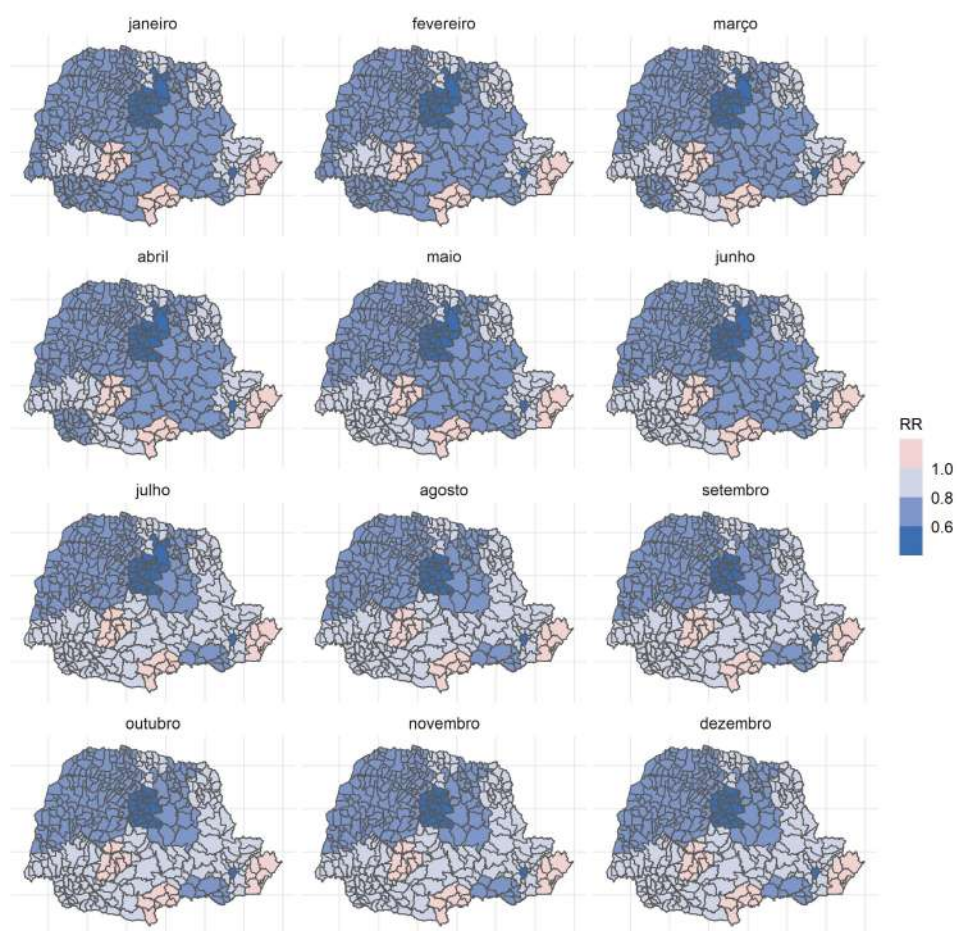 janeiro
fevereiro
março
abril
maio
junho
RR
1.0
0.8
0.6
julho
agosto
setembro
outubro
novembro
dezembro